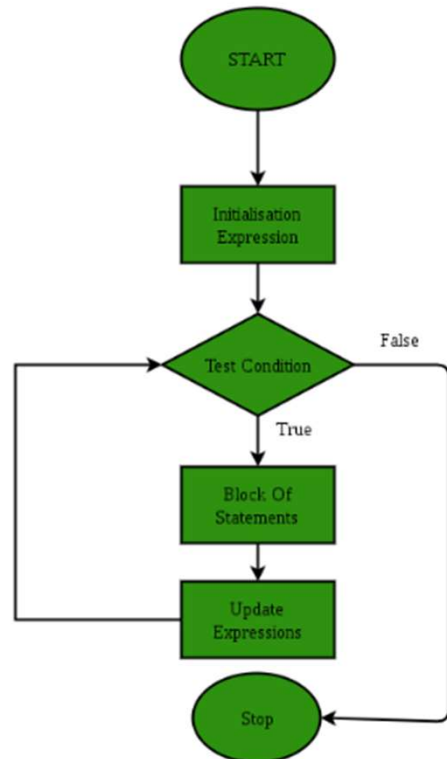 START
Initialisation
Expression
Test Condition
False
True
Block Of
Statements
Update
Expressions
Stop